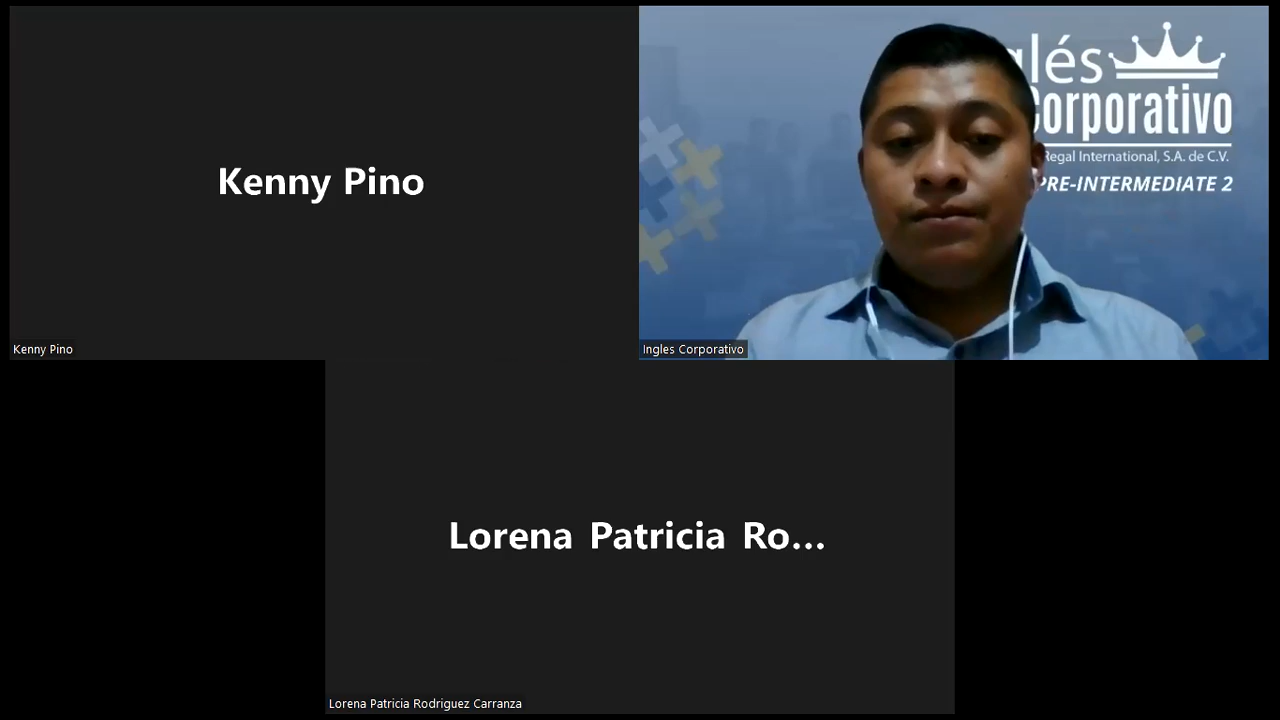 Kenny Pino
Kenny Pino
glés
Corporativo
Regal International, S.A. de C.V.
PRE-INTERMEDIATE 2
Ingles Corporativo
Lorena Patricia Ro...
Lorena Patricia Rodriguez Carranza